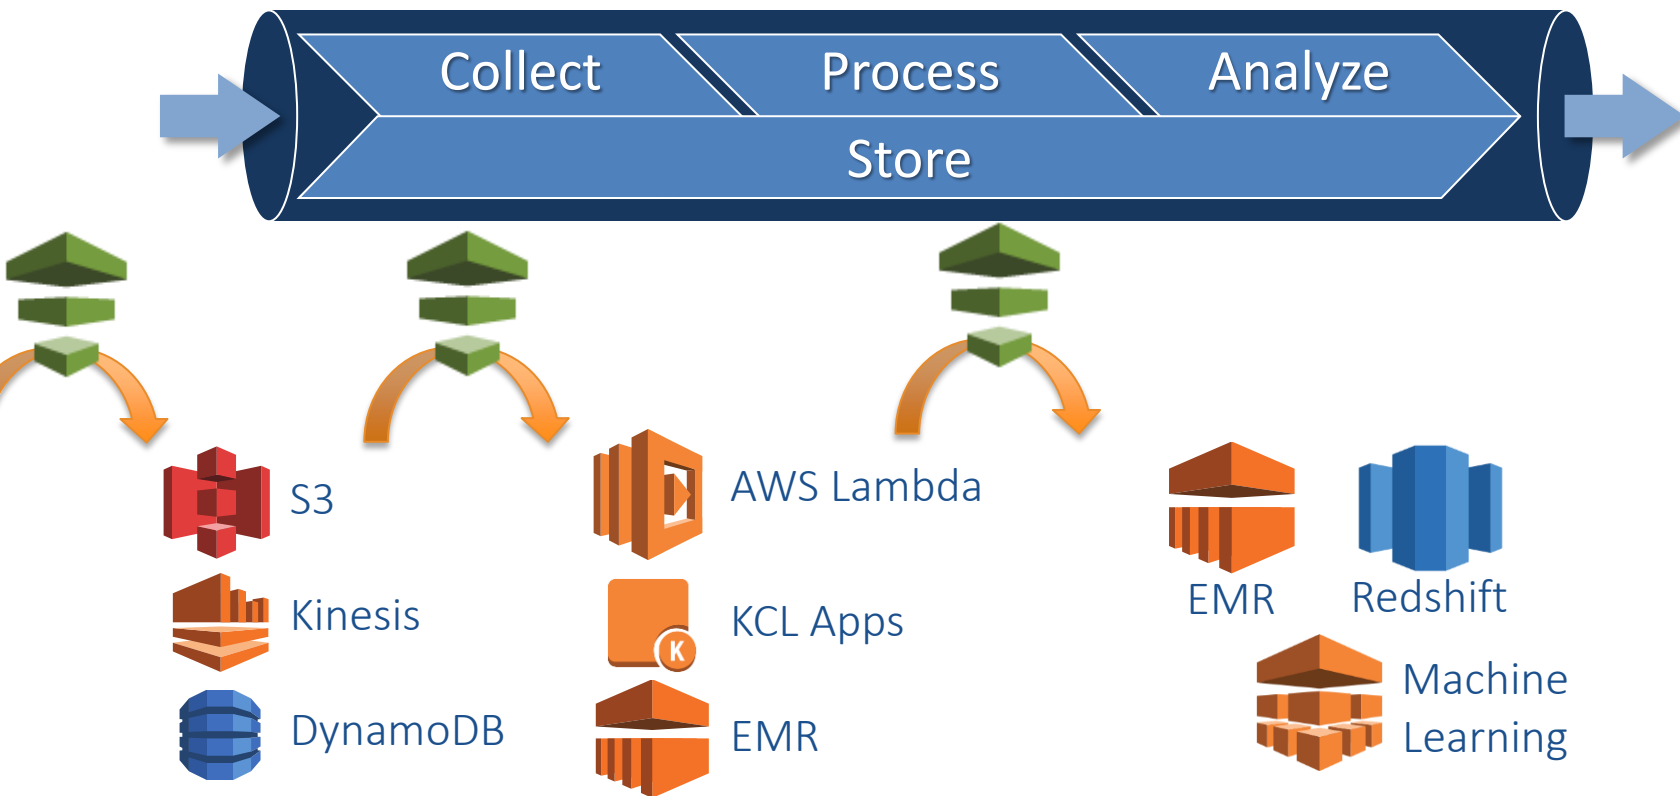 Collect
Process
Analyze
Store
S3
Kinesis
DynamoDB
AWS Lambda
KCL Apps
K
EMR
EMR
Redshift
Machine
Learning